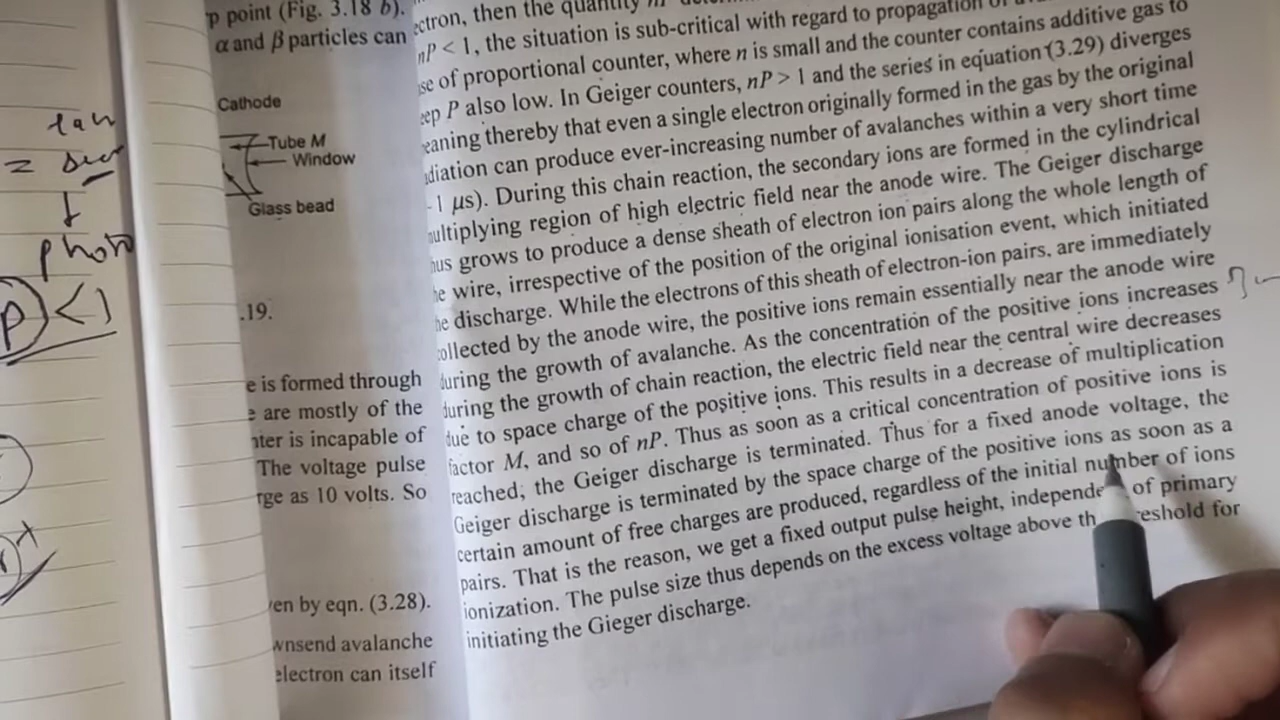 p point (Fig. 3.18 b).
α and β particles can
Cathode
Tube M
Window
Glass bead
.19.
e is formed through
e are mostly of the
nter is incapable of
The voltage pulse
rge as 10 volts. So
en by eqn. (3.28).
wnsend avalanche
electron can itself
ectron, then the quantity
nP < 1, the situation is sub-critical with regard to propagation
se of proportional counter, where n is small and the counter contains additive gas to
eep P also low. In Geiger counters, nP > 1 and the series in equation (3.29) diverges
eaning thereby that even a single electron originally formed in the gas by the original
diation can produce ever-increasing number of avalanches within a very short time
1 μs). During this chain reaction, the secondary ions are formed in the cylindrical
ultiplying region of high electric field near the anode wire. The Geiger discharge
us grows to produce a dense sheath of electron ion pairs along the whole length of
he wire, irrespective of the position of the original ionisation event, which initiated
he discharge. While the electrons of this sheath of electron-ion pairs, are immediately
ollected by the anode wire, the positive ions remain essentially near the anode wire
during the growth of avalanche. As the concentration of the positive ions increases
during the growth of chain reaction, the electric field near the central wire decreases
due to space charge of the positive ions. This results in a decrease of multiplication
factor M, and so of nP. Thus as soon as a critical concentration of positive ions is
reached, the Geiger discharge is terminated. Thus for a fixed anode voltage, the
Geiger discharge is terminated by the space charge of the positive ions as soon as a
certain amount of free charges are produced, regardless of the initial number of ions
pairs. That is the reason, we get a fixed output pulse height, independe of primary
ionization. The pulse size thus depends on the excess voltage above th reshold for
initiating the Gieger discharge.
phot
P < 1